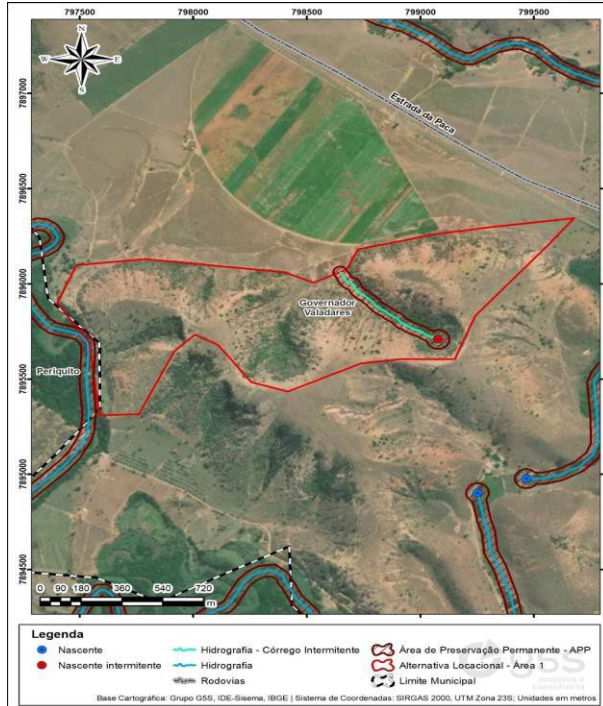 797500 798000 798500 799000 799500
N
W E
S
7897000
Estrada da Paca
7896500
7896000
Governador
Valadares
7895500
Periquito
7895000
7894500
0 90 180 360 540 720
m
Legenda
Nascente
Nascente intermitente
Hidrografia - Córrego Intermitente
Hidrografia
Rodovias
Área de Preservação Permanente - APP
Alternativa Locacional - Área 1
Limite Municipal
g5s
projetos e
consultoria
Base Cartográfica: Grupo G5S, IDE-Sisema, IBGE | Sistema de Coordenadas: SIRGAS 2000, UTM Zona 23S; Unidades em metros